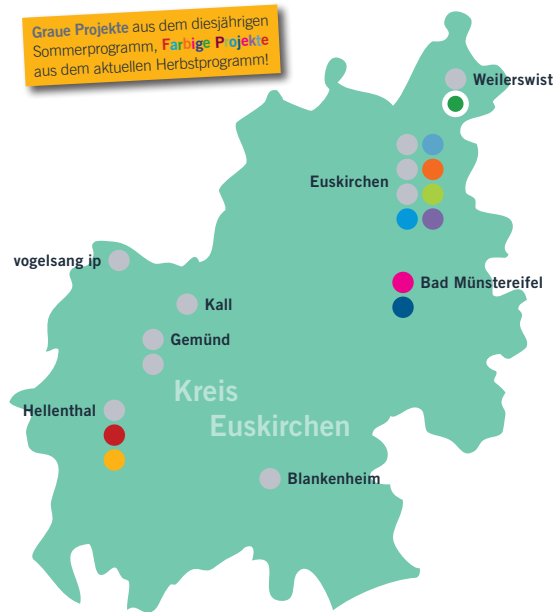 Graue Projekte aus dem diesjährigen
Sommerprogramm, Farbige Projekte
aus dem aktuellen Herbstprogramm!
Weilerswist
Euskirchen
vogelsang ip
Bad Münstereifel
Kall
Gemünd
Kreis
Hellenthal
Euskirchen
Blankenheim